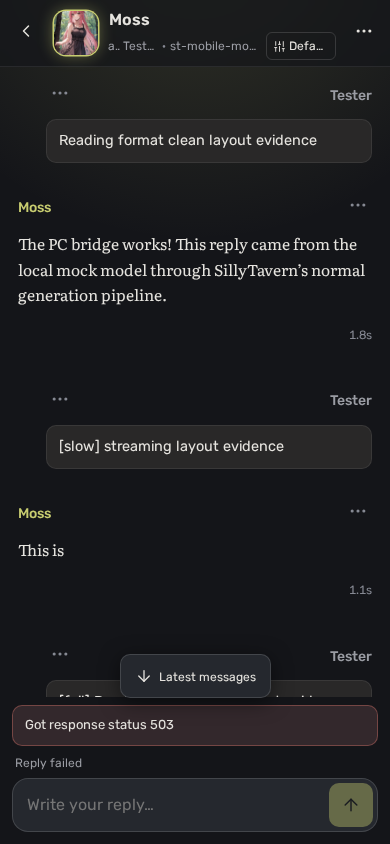 Moss
a.. Test… • st-mobile-mo… Defa…
Tester
Reading format clean layout evidence
Moss
The PC bridge works! This reply came from the
local mock model through SillyTavern’s normal
generation pipeline.
1.8s
Tester
[slow] streaming layout evidence
Moss
This is
1.1s
Tester
Latest messages
Got response status 503
Reply failed
Write your reply…